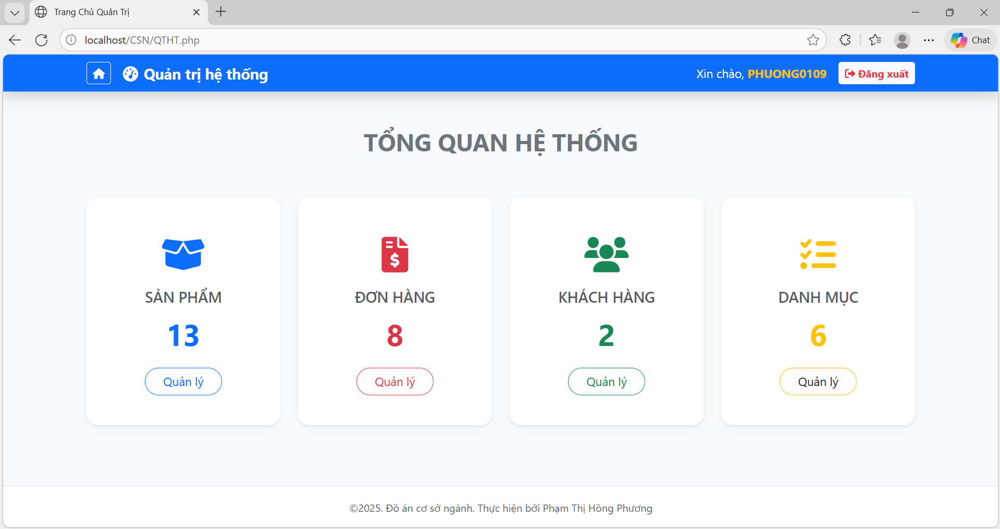 Trang Chủ Quản Trị
localhost/CSN/QTHT.php
Chat
Quản trị hệ thống
Xin chào, PHUONG0109
Đăng xuất
TỔNG QUAN HỆ THỐNG
SẢN PHẨM
13
Quản lý
ĐƠN HÀNG
8
Quản lý
KHÁCH HÀNG
2
Quản lý
DANH MỤC
6
Quản lý
©2025. Đồ án cơ sở ngành. Thực hiện bởi Phạm Thị Hồng Phương